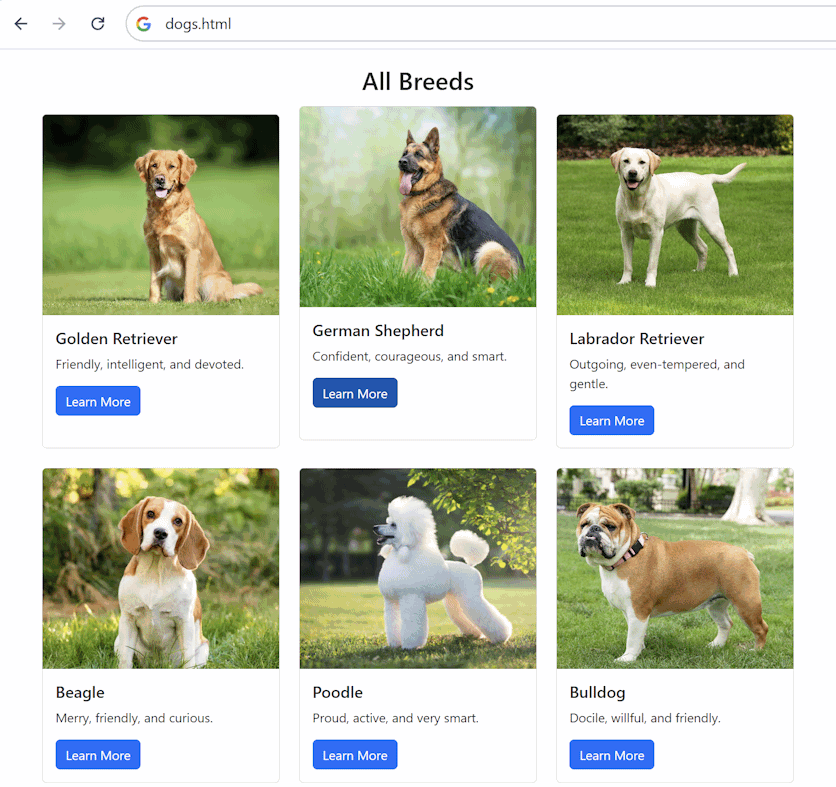 dogs.html
All Breeds
Golden Retriever
Friendly, intelligent, and devoted.
Learn More
German Shepherd
Confident, courageous, and smart.
Learn More
Labrador Retriever
Outgoing, even-tempered, and
gentle.
Learn More
Beagle
Merry, friendly, and curious.
Learn More
Poodle
Proud, active, and very smart.
Learn More
Bulldog
Docile, willful, and friendly.
Learn More